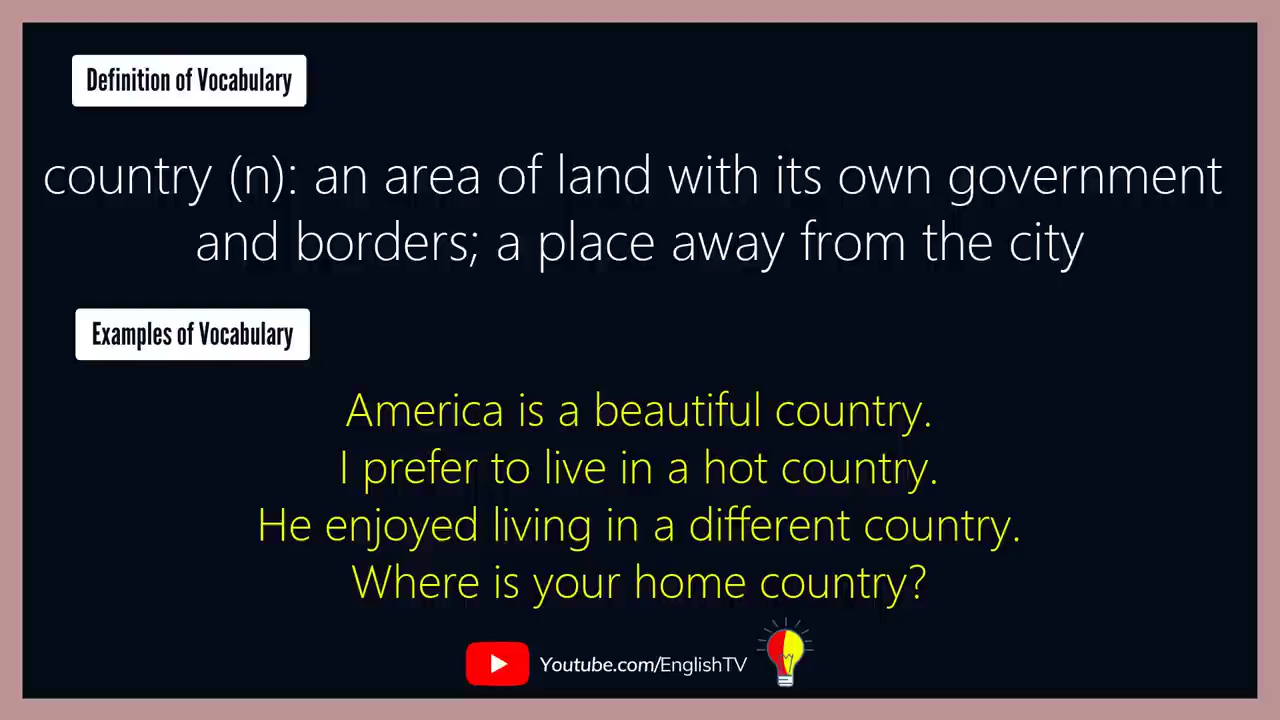 Definition of Vocabulary
country (n): an area of land with its own government
and borders; a place away from the city
Examples of Vocabulary
America is a beautiful country.
I prefer to live in a hot country.
He enjoyed living in a different country.
Where is your home country?
Youtube.com/EnglishTV